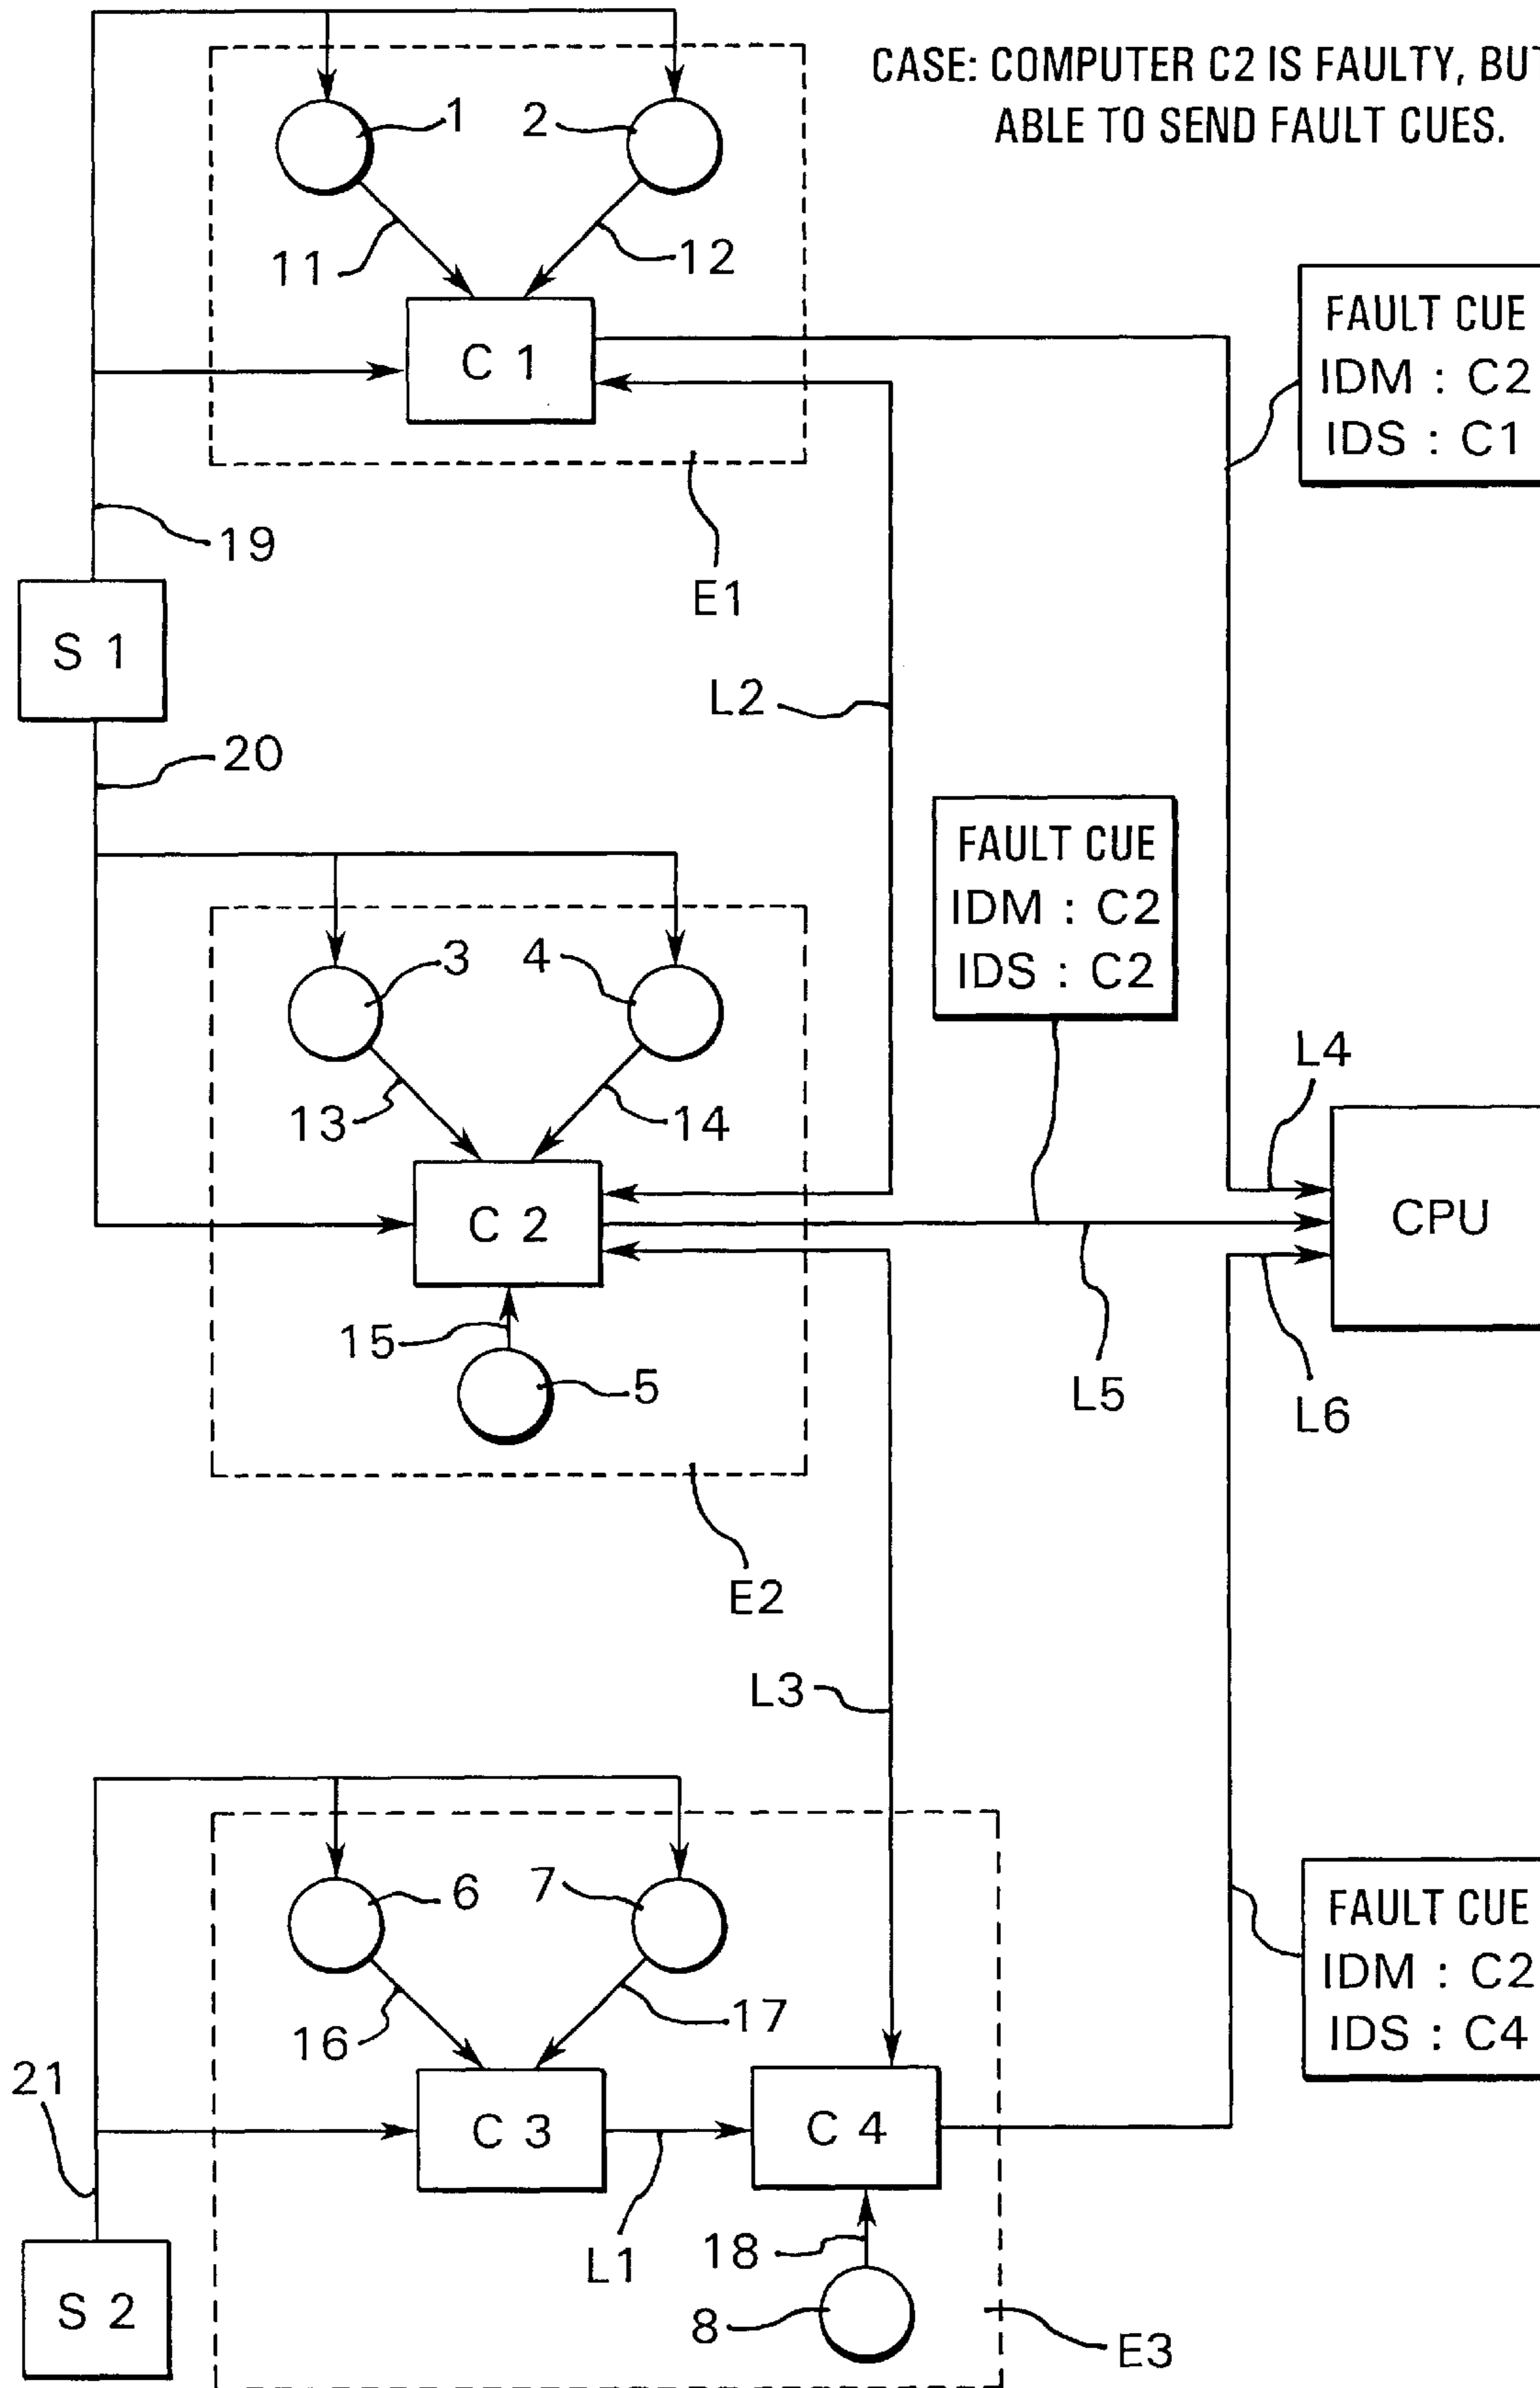 CASE: COMPUTER C2 IS FAULTY, BUT
ABLE TO SEND FAULT CUES.
1
2
11
12
C 1
FAULT CUE
IDM : C2
IDS : C1
19
E1
S 1
L2
20
FAULT CUE
IDM : C2
IDS : C2
3
4
13
14
L4
C 2
CPU
15
5
L5
L6
E2
L3
6
7
FAULT CUE
IDM : C2
IDS : C4
16
17
21
C 3
C 4
L1
18
S 2
8
E3